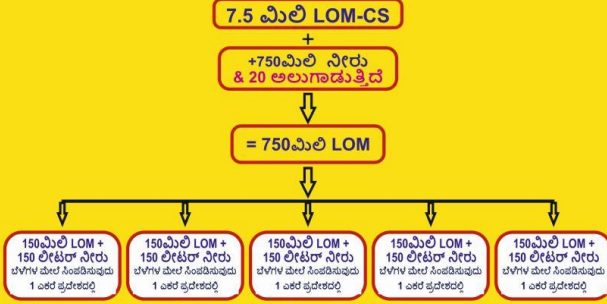 7.5 ಮಿಲಿ LOM-CS
+
+750ಮಿಲಿ ನೀರು
& 20 ಅಲುಗಾಡುತ್ತಿದೆ
= 750ಮಿಲಿ LOM
150ಮಿಲಿ LOM +
150 ಲೀಟರ್ ನೀರು
ಬೆಳೆಗಳ ಮೇಲೆ ಸಿಂಪಡಿಸುವುದು
1 ಎಕರೆ ಪ್ರದೇಶದಲ್ಲಿ
150ಮಿಲಿ LOM +
150 ಲೀಟರ್ ನೀರು
ಬೆಳೆಗಳ ಮೇಲೆ ಸಿಂಪಡಿಸುವುದು
1 ಎಕರೆ ಪ್ರದೇಶದಲ್ಲಿ
150ಮಿಲಿ LOM +
150 ಲೀಟರ್ ನೀರು
ಬೆಳೆಗಳ ಮೇಲೆ ಸಿಂಪಡಿಸುವುದು
1 ಎಕರೆ ಪ್ರದೇಶದಲ್ಲಿ
150ಮಿಲಿ LOM +
150 ಲೀಟರ್ ನೀರು
ಬೆಳೆಗಳ ಮೇಲೆ ಸಿಂಪಡಿಸುವುದು
1 ಎಕರೆ ಪ್ರದೇಶದಲ್ಲಿ
150ಮಿಲಿ LOM +
150 ಲೀಟರ್ ನೀರು
ಬೆಳೆಗಳ ಮೇಲೆ ಸಿಂಪಡಿಸುವುದು
1 ಎಕರೆ ಪ್ರದೇಶದಲ್ಲಿ